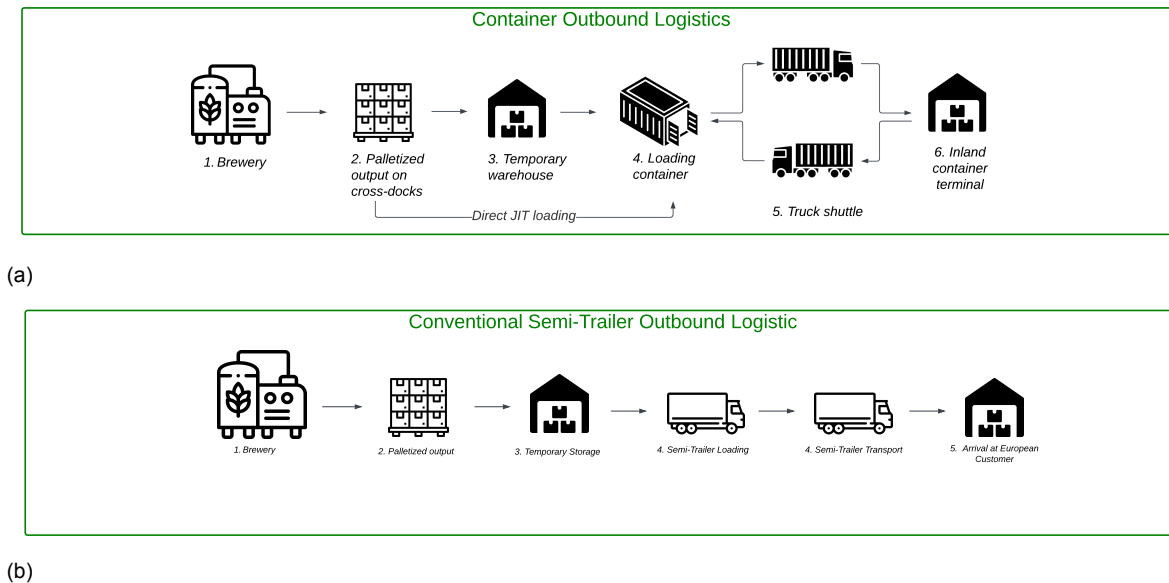 Container Outbound Logistics
1. Brewery
2. Palletized
output on
cross-docks
3. Temporary
warehouse
4. Loading
container
5. Truck shuttle
6. Inland
container
terminal
Direct JIT loading
(a)
Conventional Semi-Trailer Outbound Logistic
1. Brewery
2. Palletized output
3. Temporary Storage
4. Semi-Trailer Loading
4. Semi-Trailer Transport
5. Arrival at European
Customer
(b)